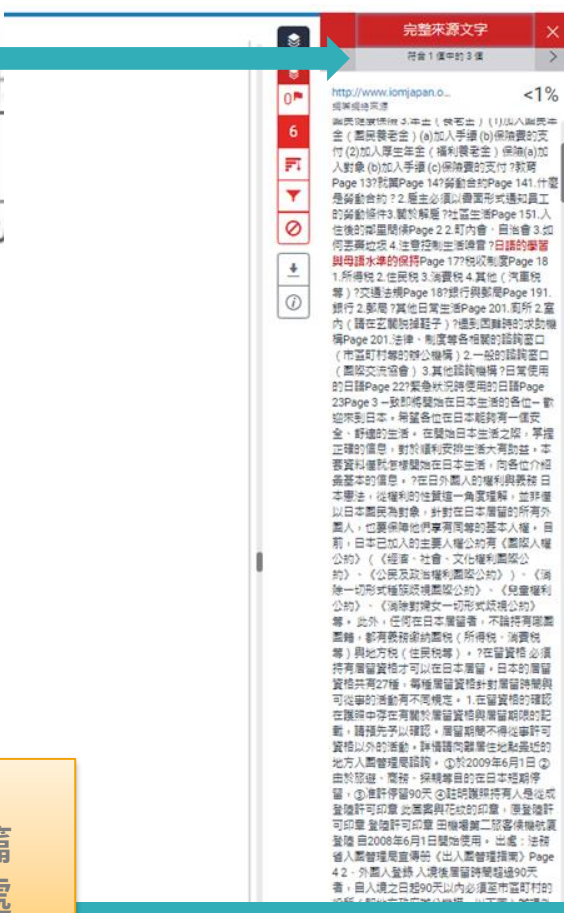 完整來源文字
符合 1 個中的 3 個
http://www.iomjapan.o...
<1%
網際網路來源
國民健康保險 3.年金(養老金)(1)加入國民年
金(國民養老金)(a)加入手續 (b)保險費的支
付 (2)加入厚生年金(福利養老金)保險(a)加
入對象 (b)加入手續 (c)保險費的支付 ?教育
Page 13?就業Page 14?勞動合約Page 141.什麼
是勞動合約?2.雇主必須以書面形式通知員工
的勞動條件3.關於解雇 ?社區生活Page 151.入
住後的鄰里問候Page 2 2.町內會、自治會 3.如
何丟棄垃圾 4.注意控制生活噪音 ?日語的學習
與母語水準的保持Page 17?稅收制度Page 18
1.所得稅 2.住民稅 3.消費稅 4.其他(汽車稅
等)?交通法規Page 18?銀行與郵局Page 191.
銀行 2.郵局 ?其他日常生活Page 201.廁所 2.室
內(請在玄關脫掉鞋子)?遇到困難時的求助機
構Page 201.法律、制度等各相關的諮詢窗口
(市區町村等的辦公機構)2.一般的諮詢窗口
(國際交流協會) 3.其他諮詢機構 ?日常使用
的日語Page 22?緊急狀況時使用的日語Page
23Page 3 —致即將開始在日本生活的各位— 歡
迎來到日本。希望各位在日本能夠有一個安
全、舒適的生活。 在開始日本生活之際,掌握
正確的信息,對於順利安排生活大有助益。本
套資料僅就怎樣開始在日本生活,向各位介紹
最基本的信息。 ?在日外國人的權利與義務 日
本憲法,從權利的性質這一角度理解,並非僅
以日本國民為對象,針對在日本居留的所有外
國人,也要保障他們享有同等的基本人權。 目
前,日本已加入的主要人權公約有《國際人權
公約》(《經濟、社會、文化權利國際公
約》、《公民及政治權利國際公約》)、《消
除一切形式種族歧視國際公約》、《兒童權利
公約》、《消除對婦女一切形式歧視公約》
等。 此外,任何在日本居留者,不論持有哪國
國籍,都有義務繳納國稅(所得稅、消費稅
等)與地方稅(住民稅等)。 ?在留資格 必須
持有居留資格才可以在日本居留。日本的居留
資格共有27種,每種居留資格針對居留時間與
可從事的活動有不同規定。 1.在留資格的確認
在護照中存在有關於居留資格與居留期限的記
載,請預先予以確認。居留期間不得從事許可
資格以外的活動。詳情請向離居住地點最近的
地方入國管理局諮詢。 ①於2009年6月1日 ②
由於旅遊、商務、探親等目的在日本短期停
留,③准許停留90天 ④註明護照持有人是從成
登陸許可印章 此圖案與花紋的印章,原登陸許
可印章 登陸許可印章 田機場第二旅客候機航廈
登陸 自2008年6月1日開始使用。 出處:法務
省入國管理局宣傳冊《出入國管理指南》Page
4 2.外國人登錄 入境後居留時間超過90天
者,自入境之日起90天以內必須至市區町村的
0
6
處